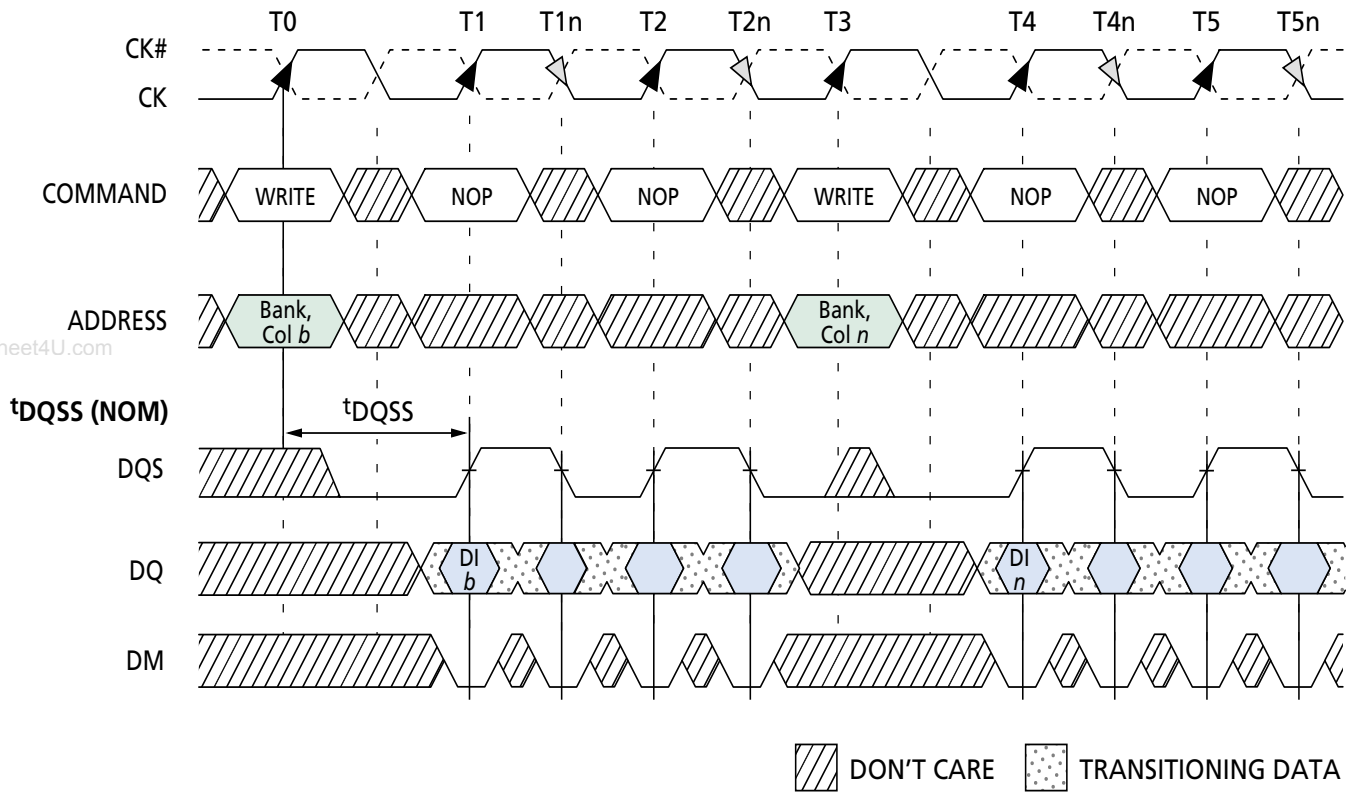 T0 T1 T1n T2 T2n T3 T4 T4n T5 T5n
CK#
CK
COMMAND WRITE NOP NOP WRITE NOP NOP
ADDRESS Bank, Col b Bank, Col n
heet4U.com
tDQSS (NOM) tDQSS
DQS
DQ DI b DI n
DM
DON'T CARE TRANSITIONING DATA